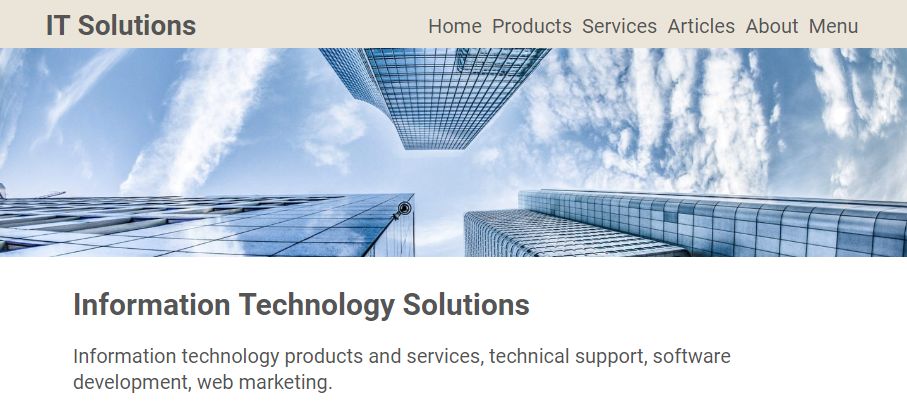 IT Solutions
Home Products Services Articles About Menu
Information Technology Solutions
Information technology products and services, technical support, software
development, web marketing.